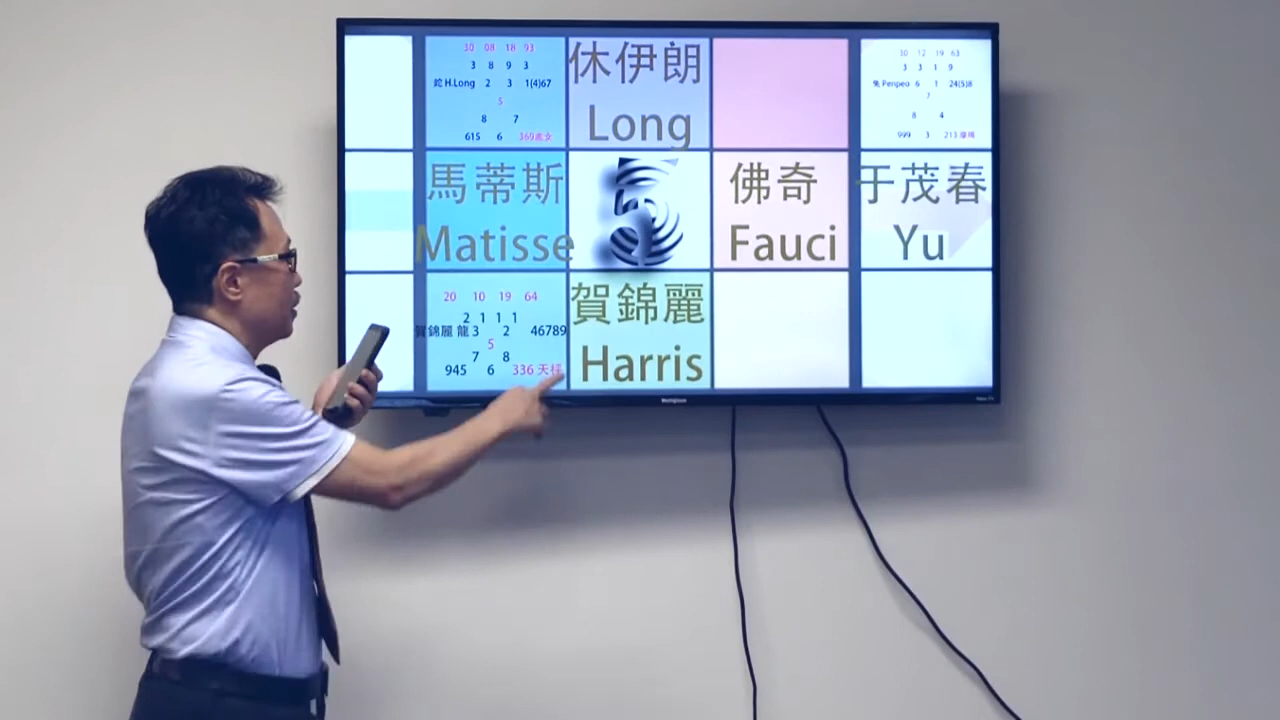 30 08 18 93
3 8 9 3
蛇 H.Long 2 3 1(4)67
5
8 7
615 6 369處女
休伊朗
Long
30 12 19 63
3 3 1 9
兔 Penpeo 6 1 24(5)8
7
8 4
999 3 213
馬蒂斯
Matisse
5
佛奇
Fauci
于茂春
Yu
20 10 19 64
2 1 1 1
賀錦麗 龍 3 2 46789
5
7 8
945 6 336 天秤
賀錦麗
Harris
Westinghouse
Roku TV